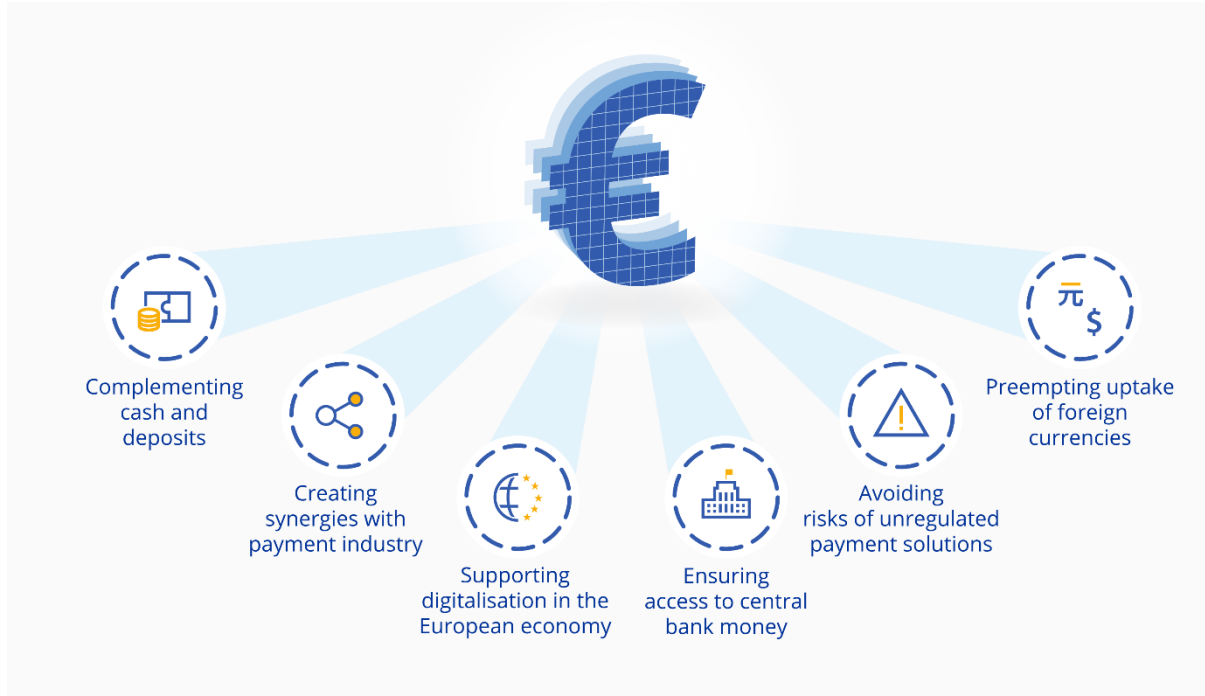 €
Complementing
cash and
deposits
Creating
synergies with
payment industry
Supporting
digitalisation in the
European economy
Ensuring
access to central
bank money
!
Avoiding
risks of unregulated
payment solutions
元
$
Preempting uptake
of foreign
currencies